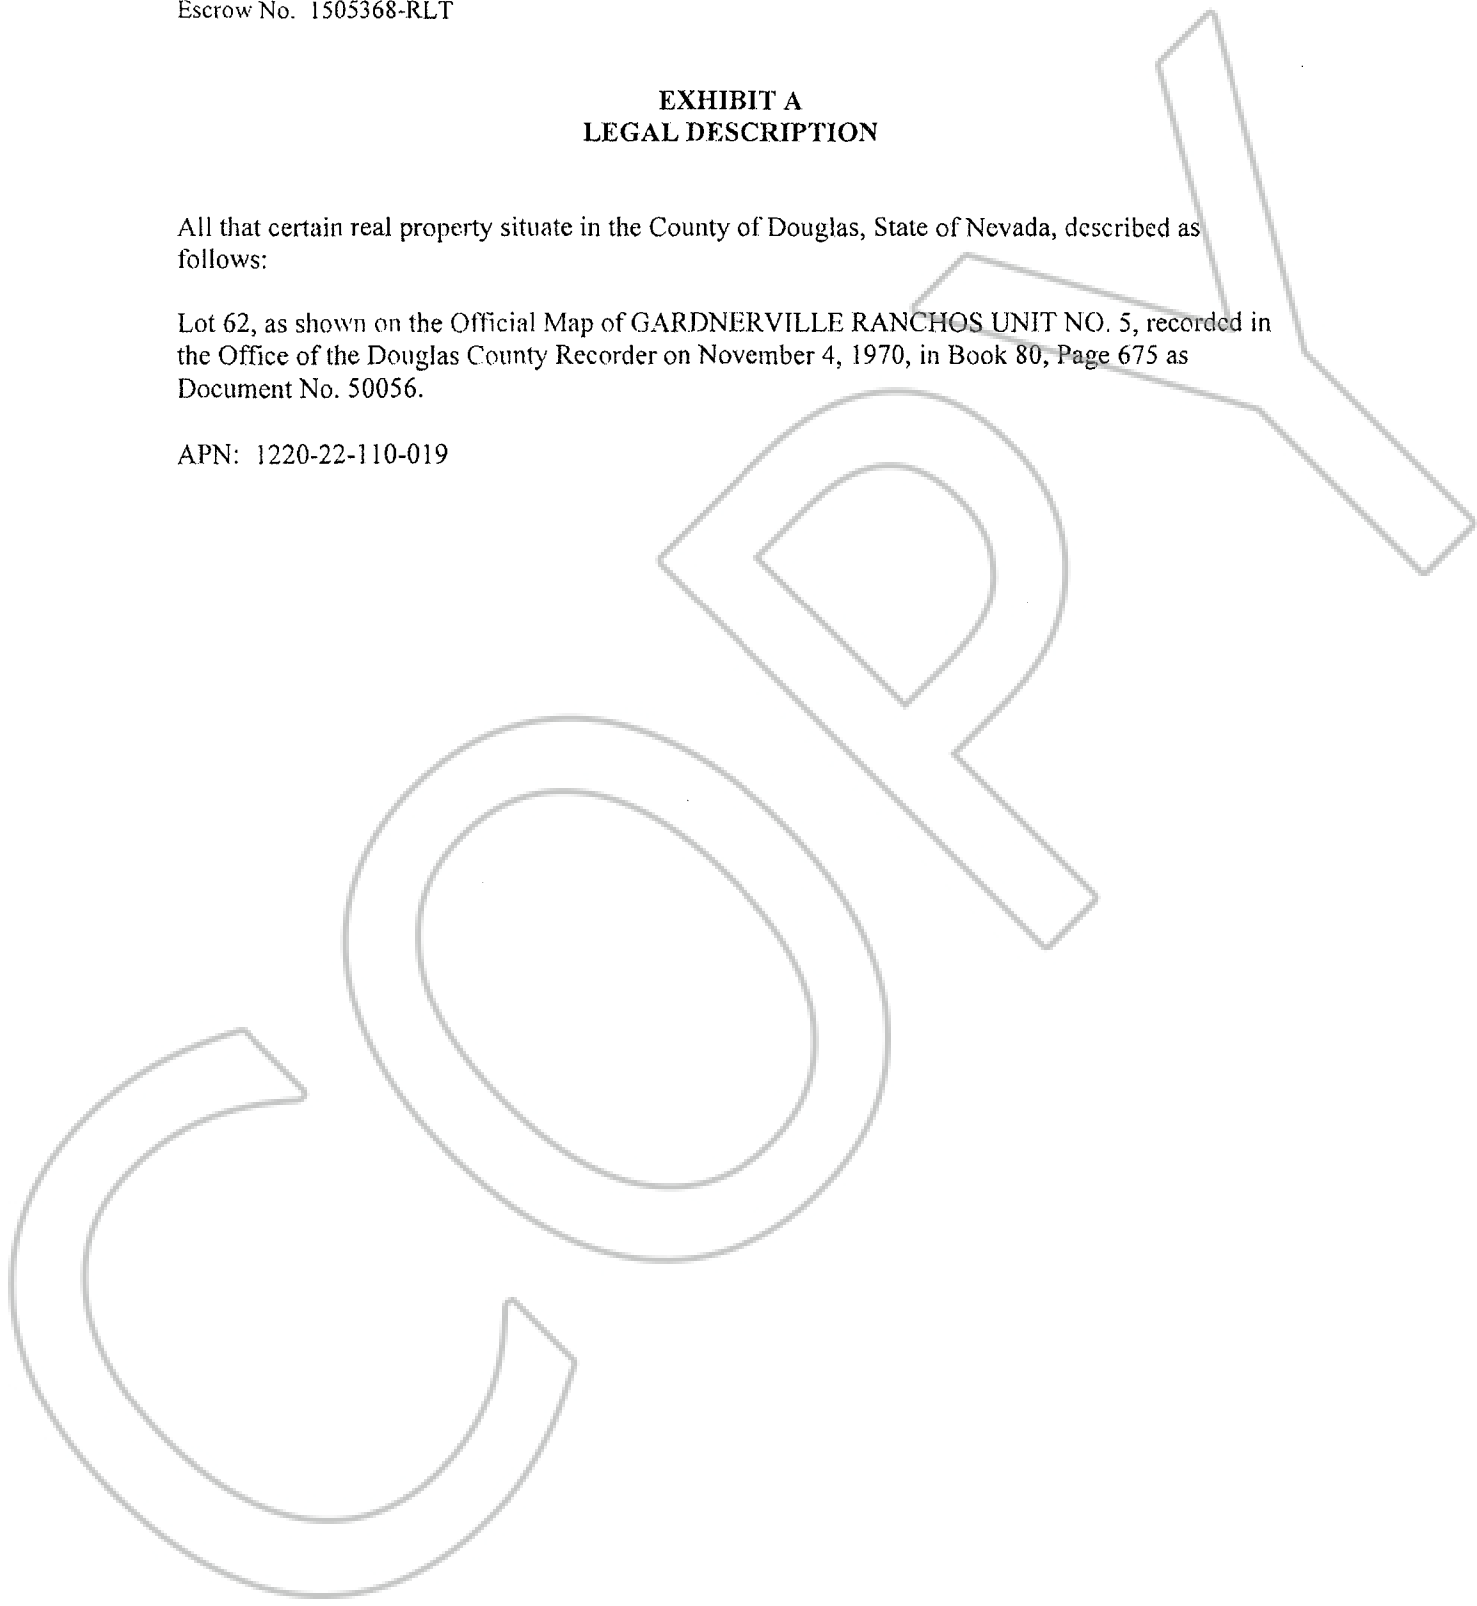 Escrow No. 1505368-RLT
EXHIBIT A
LEGAL DESCRIPTION
All that certain real property situate in the County of Douglas, State of Nevada, described as
follows:
Lot 62, as shown on the Official Map of GARDNERVILLE RANCHOS UNIT NO. 5, recorded in
the Office of the Douglas County Recorder on November 4, 1970, in Book 80, Page 675 as
Document No. 50056.
APN: 1220-22-110-019
COPY